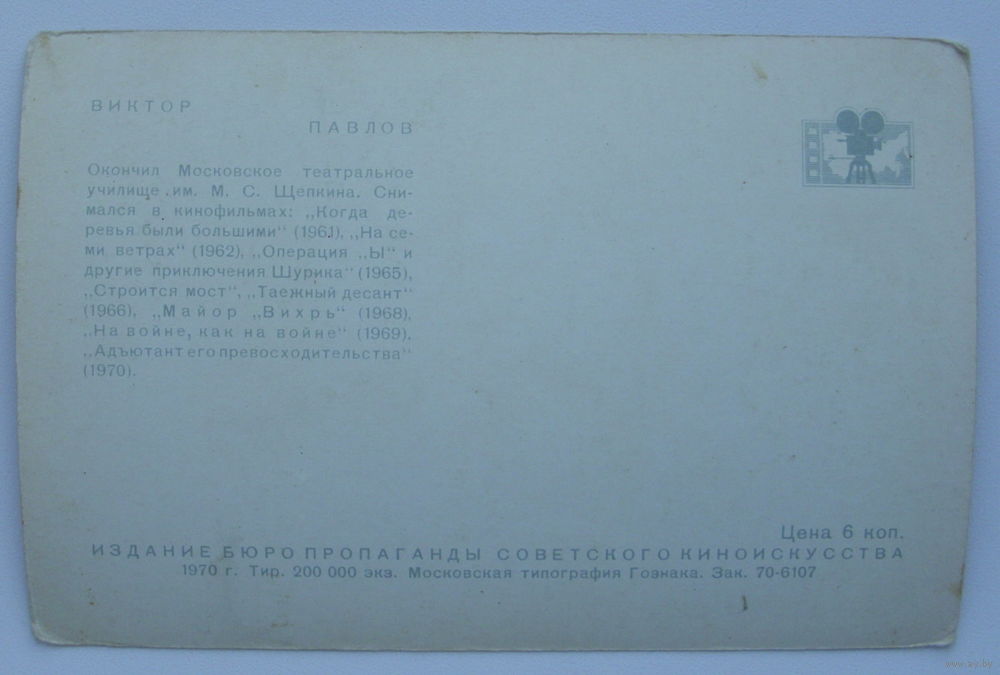 ВИКТОР
ПАВЛОВ
Окончил Московское театральное
училище им. М. С. Щепкина. Сни-
мался в кинофильмах: „Когда де-
ревья были большими“ (1961), „На се-
ми ветрах“ (1962), „Операция „Ы“ и
другие приключения Шурика“ (1965),
„Строится мост“, „Таежный десант“
(1966), „Майор „Вихрь“ (1968),
„На войне, как на войне“ (1969),
„Адъютант его превосходительства“
(1970).
Цена 6 коп.
ИЗДАНИЕ БЮРО ПРОПАГАНДЫ СОВЕТСКОГО КИНОИСКУССТВА
1970 г. Тир. 200 000 экз. Московская типография Гознака. Зак. 70-6107
www.ay.by